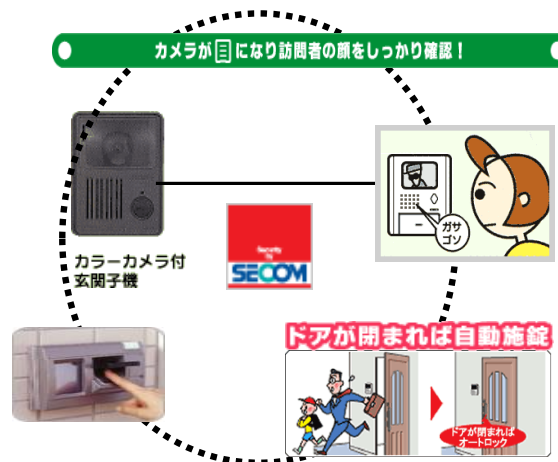 カメラが目になり訪問者の顔をしっかり確認！
ガサ
ゴソ
Security
by
SECOM
カラーカメラ付
玄関子機
ドアが閉まれば自動施錠
ドアが閉まれば
オートロック